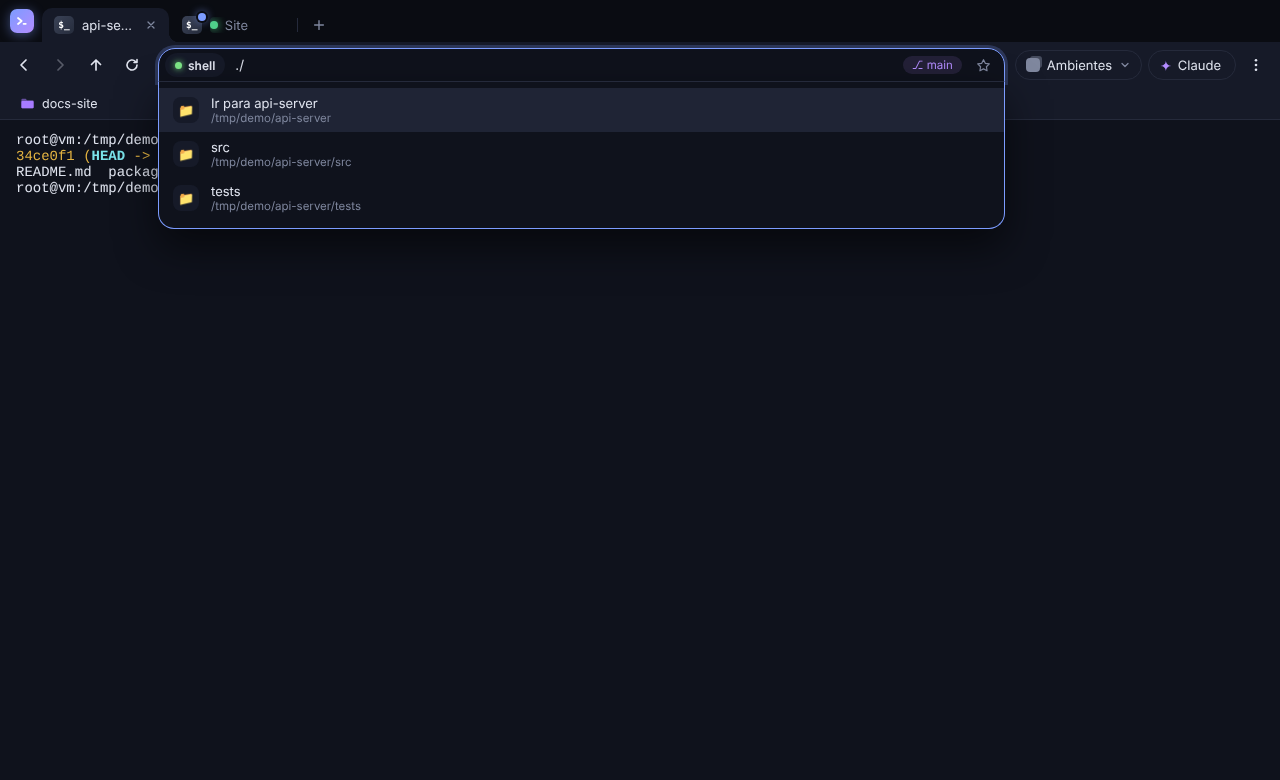 $_ api-se...
$_ Site
shell ./
main
Ambientes
Claude
docs-site
Ir para api-server
/tmp/demo/api-server
src
/tmp/demo/api-server/src
tests
/tmp/demo/api-server/tests
root@vm:/tmp/demo
34ce0f1 (HEAD ->
README.md packag
root@vm:/tmp/demo